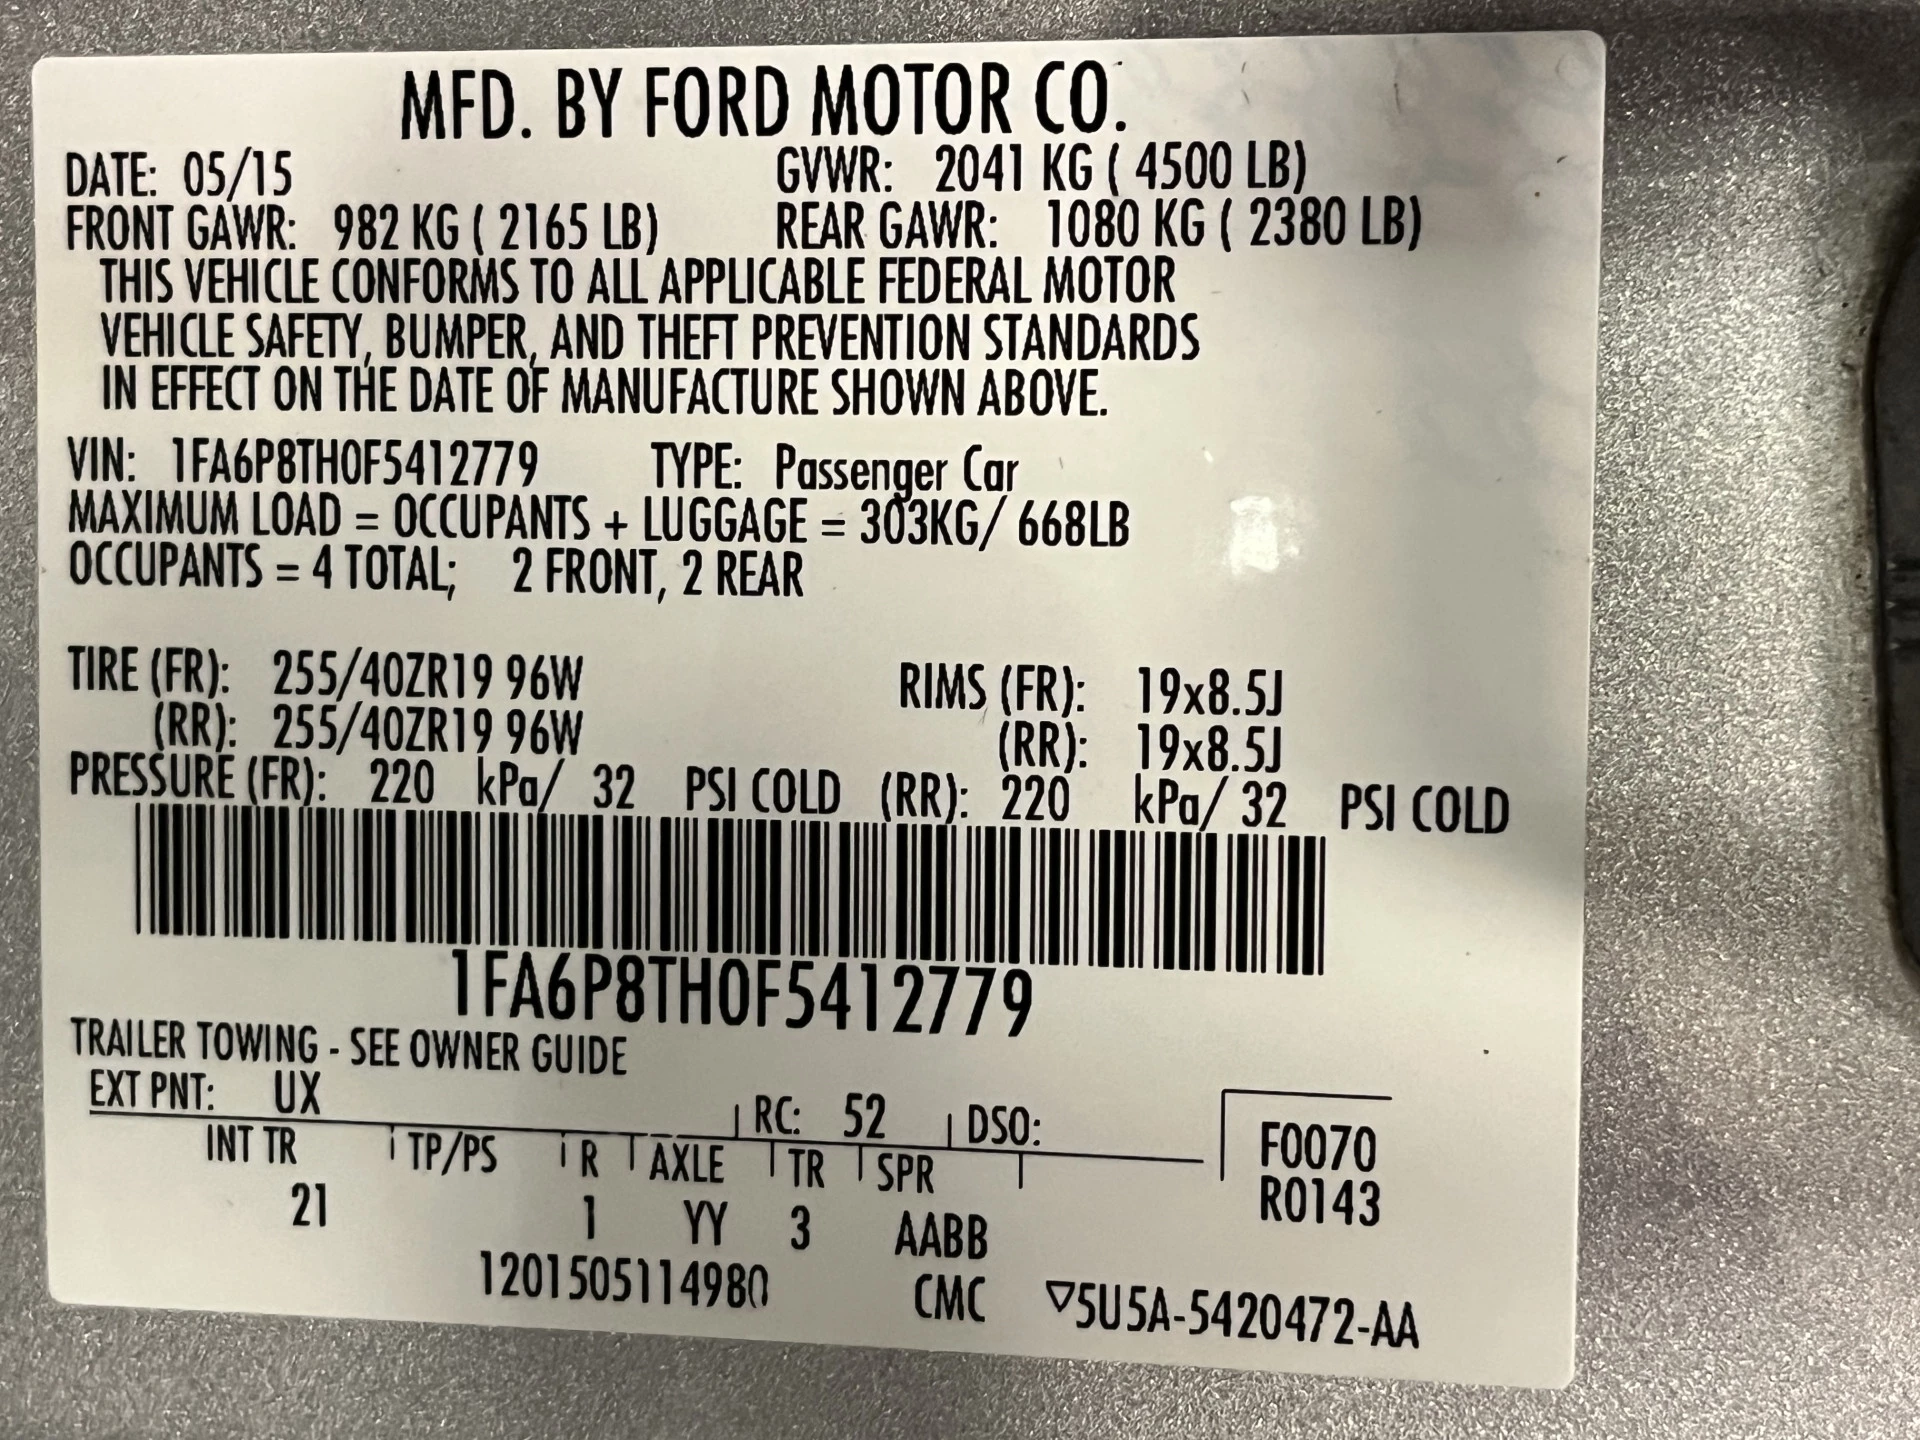 MFD. BY FORD MOTOR CO.
DATE: 05/15 GVWR: 2041 KG ( 4500 LB)
FRONT GAWR: 982 KG ( 2165 LB) REAR GAWR: 1080 KG ( 2380 LB)
THIS VEHICLE CONFORMS TO ALL APPLICABLE FEDERAL MOTOR
VEHICLE SAFETY, BUMPER, AND THEFT PREVENTION STANDARDS
IN EFFECT ON THE DATE OF MANUFACTURE SHOWN ABOVE.
VIN: 1FA6P8TH0F5412779 TYPE: Passenger Car
MAXIMUM LOAD = OCCUPANTS + LUGGAGE = 303KG/ 668LB
OCCUPANTS = 4 TOTAL; 2 FRONT, 2 REAR
TIRE (FR): 255/40ZR19 96W RIMS (FR): 19x8.5J
(RR): 255/40ZR19 96W (RR): 19x8.5J
PRESSURE (FR): 220 kPa/ 32 PSI COLD (RR): 220 kPa/ 32 PSI COLD
1FA6P8TH0F5412779
TRAILER TOWING - SEE OWNER GUIDE
EXT PNT: UX RC: 52 DSO:
INT TR TP/PS R AXLE TR SPR F0070
21 1 YY 3 AABB R0143
1201505114980 CMC ▽5U5A-5420472-AA